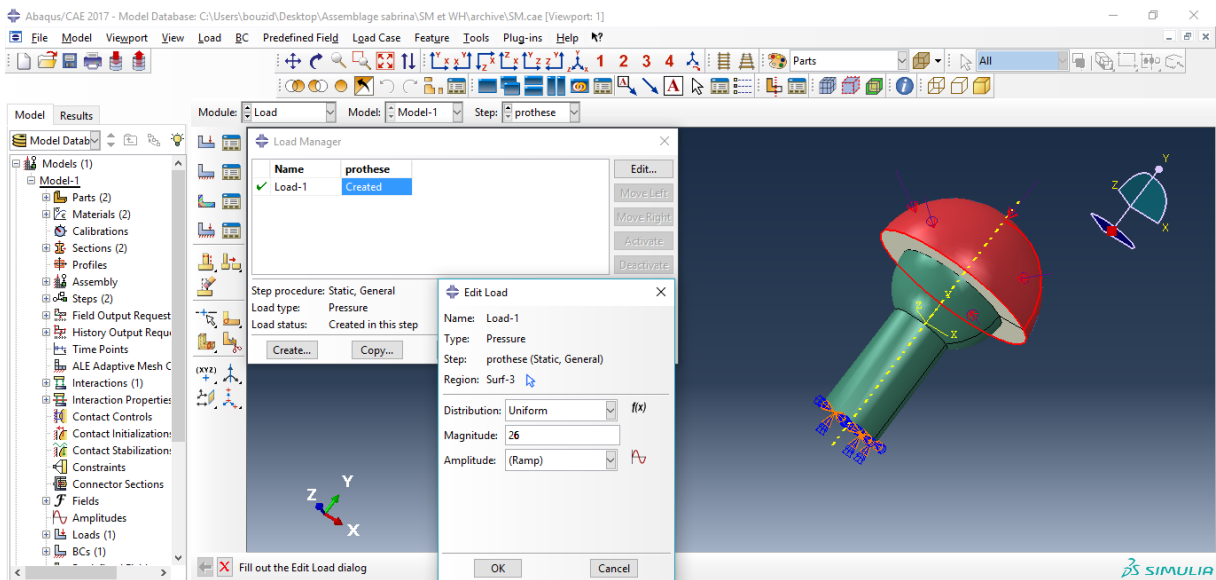 Abaqus/CAE 2017 - Model Database: C:\Users\bouzid\Desktop\Assemblage sabrina\SM et WH\archive\SM.cae [Viewport: 1]
File Model Viewport View Load BC Predefined Field Load Case Feature Tools Plug-ins Help
1 2 3 4 Parts All
Model Results Module: Load Model: Model-1 Step: prothese
Model Datab
Models (1)
Model-1
Parts (2)
Materials (2)
Calibrations
Sections (2)
Profiles
Assembly
Steps (2)
Field Output Request
History Output Requ
Time Points
ALE Adaptive Mesh C
Interactions (1)
Interaction Properties
Contact Controls
Contact Initializations
Contact Stabilizations
Constraints
Connector Sections
Fields
Amplitudes
Loads (1)
BCs (1)
(XYZ)
Load Manager
Name prothese
Load-1 Created
Edit...
Move Left
Move Right
Activate
Deactivate
Step procedure: Static, General
Load type: Pressure
Load status: Created in this step
Create... Copy...
Edit Load
Name: Load-1
Type: Pressure
Step: prothese (Static, General)
Region: Surf-3
Distribution: Uniform f(x)
Magnitude: 26
Amplitude: (Ramp)
OK Cancel
Y
Z
X
Y
Z
X
Y
X
Fill out the Edit Load dialog
SIMULIA